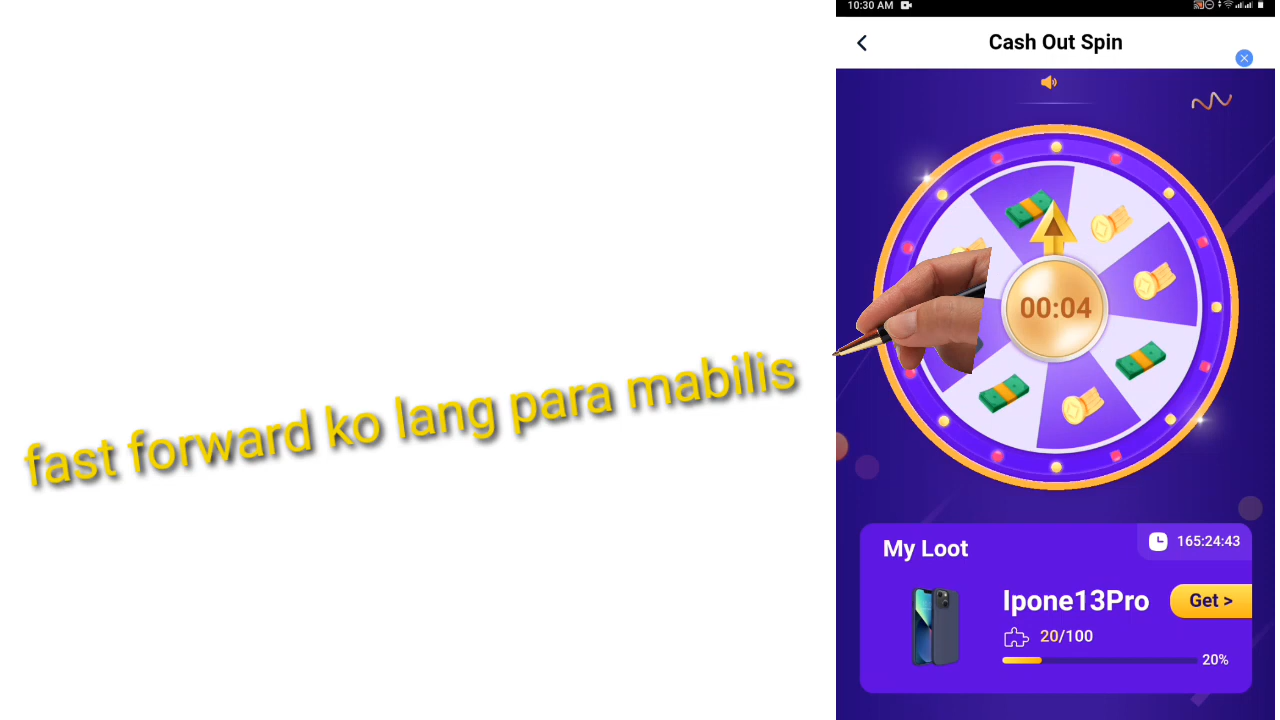 10:30 AM
Cash Out Spin
00:04
fast forward ko lang para mabilis
My Loot
165:24:43
Ipone13Pro
Get >
20/100
20%